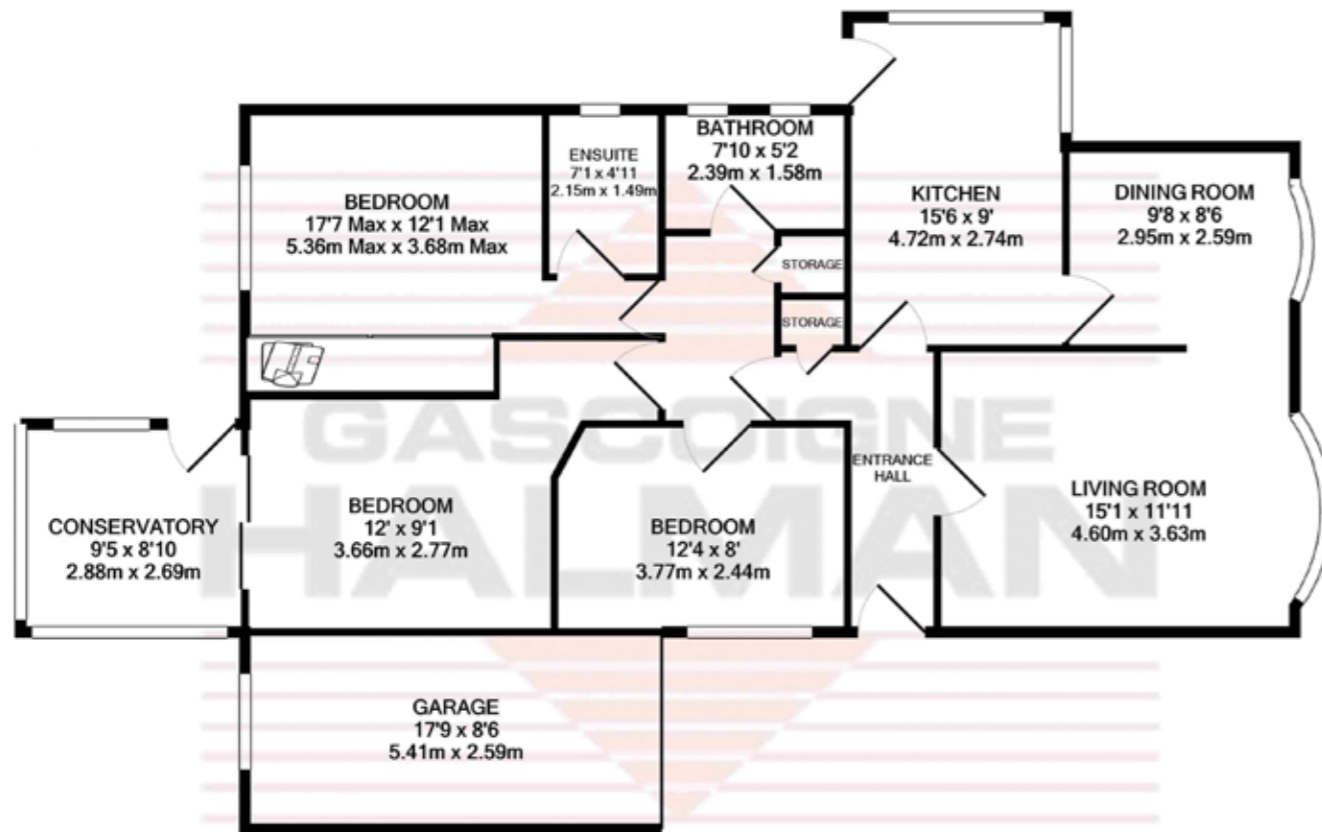 BATHROOM
7'10 x 5'2
2.39m x 1.58m
ENSUITE
7'1 x 4'11
2.15m x 1.49m
BEDROOM
17'7 Max x 12'1 Max
5.36m Max x 3.68m Max
KITCHEN
15'6 x 9'
4.72m x 2.74m
DINING ROOM
9'8 x 8'6
2.95m x 2.59m
STORAGE
STORAGE
GASCOIGNE
HALMAN
ENTRANCE
HALL
LIVING ROOM
15'1 x 11'11
4.60m x 3.63m
BEDROOM
12' x 9'1
3.66m x 2.77m
CONSERVATORY
9'5 x 8'10
2.88m x 2.69m
BEDROOM
12'4 x 8'
3.77m x 2.44m
GARAGE
17'9 x 8'6
5.41m x 2.59m